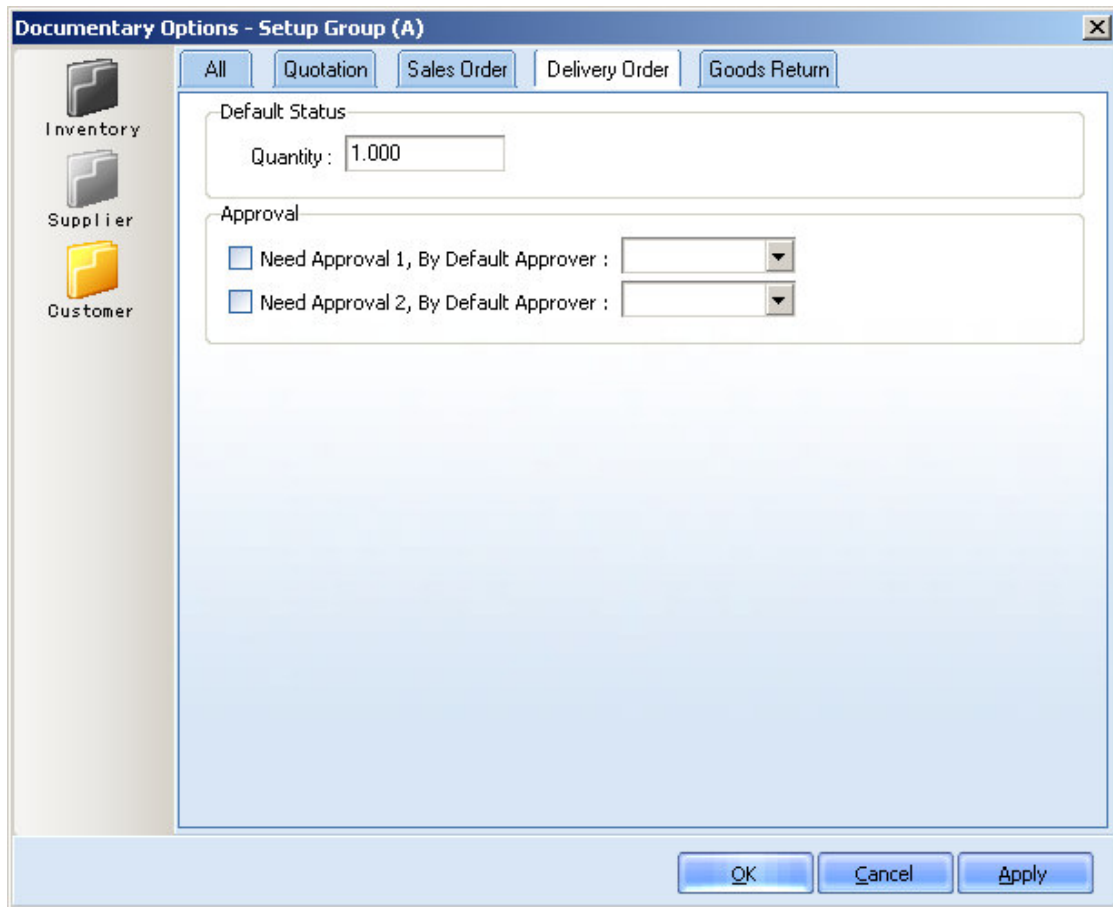 Documentary Options - Setup Group (A)
Inventory
Supplier
Customer
All Quotation Sales Order Delivery Order Goods Return
Default Status
Quantity : 1.000
Approval
Need Approval 1, By Default Approver :
Need Approval 2, By Default Approver :
OK Cancel Apply